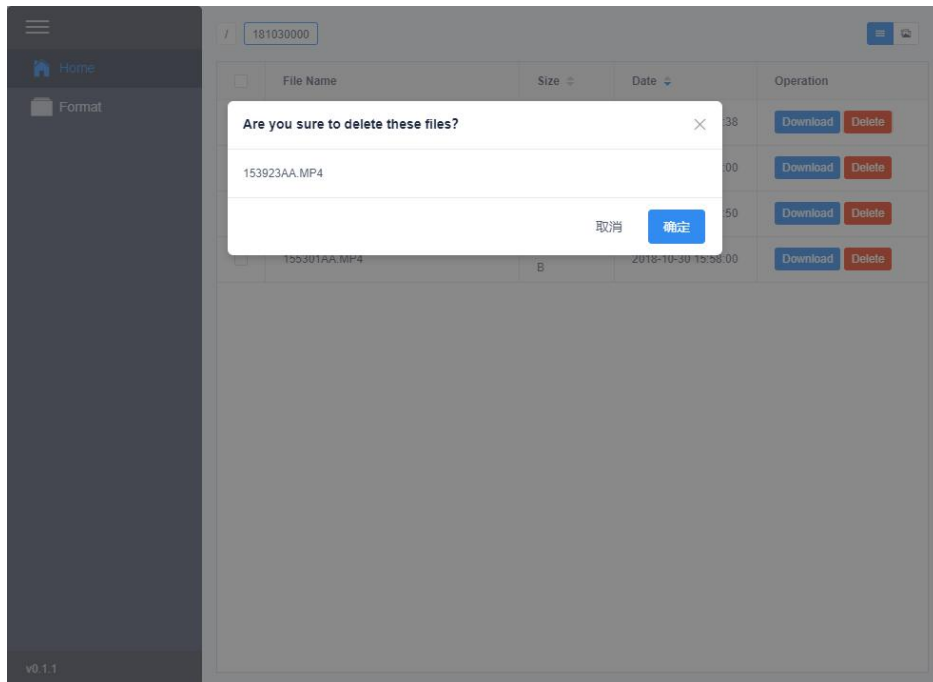 / 181030000
Home
Format
File Name Size Date Operation
Are you sure to delete these files?
:38 Download Delete
153923AA.MP4
:00 Download Delete
取消 确定
:50 Download Delete
155301AA.MP4 B 2018-10-30 15:58:00 Download Delete
v0.1.1